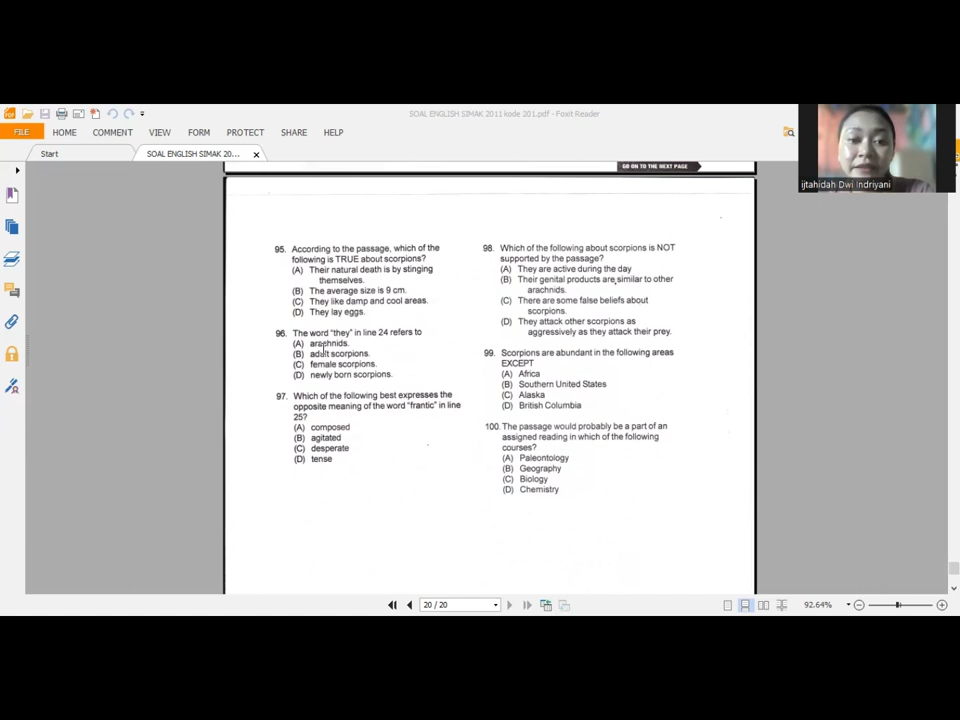 SOAL ENGLISH SIMAK 2011 kode 201.pdf - Foxit Reader
FILE HOME COMMENT VIEW FORM PROTECT SHARE HELP
Start SOAL ENGLISH SIMAK 20...
ijtahidah Dwi Indriyani
GO ON TO THE NEXT PAGE
95. According to the passage, which of the
following is TRUE about scorpions?
(A) Their natural death is by stinging
themselves.
(B) The average size is 9 cm.
(C) They like damp and cool areas.
(D) They lay eggs.
96. The word "they" in line 24 refers to
(A) arachnids.
(B) adult scorpions.
(C) female scorpions.
(D) newly born scorpions.
97. Which of the following best expresses the
opposite meaning of the word "frantic" in line
25?
(A) composed
(B) agitated
(C) desperate
(D) tense
98. Which of the following about scorpions is NOT
supported by the passage?
(A) They are active during the day
(B) Their genital products are similar to other
arachnids.
(C) There are some false beliefs about
scorpions.
(D) They attack other scorpions as
aggressively as they attack their prey.
99. Scorpions are abundant in the following areas
EXCEPT
(A) Africa
(B) Southern United States
(C) Alaska
(D) British Columbia
100. The passage would probably be a part of an
assigned reading in which of the following
courses?
(A) Paleontology
(B) Geography
(C) Biology
(D) Chemistry
20 / 20
92.64%